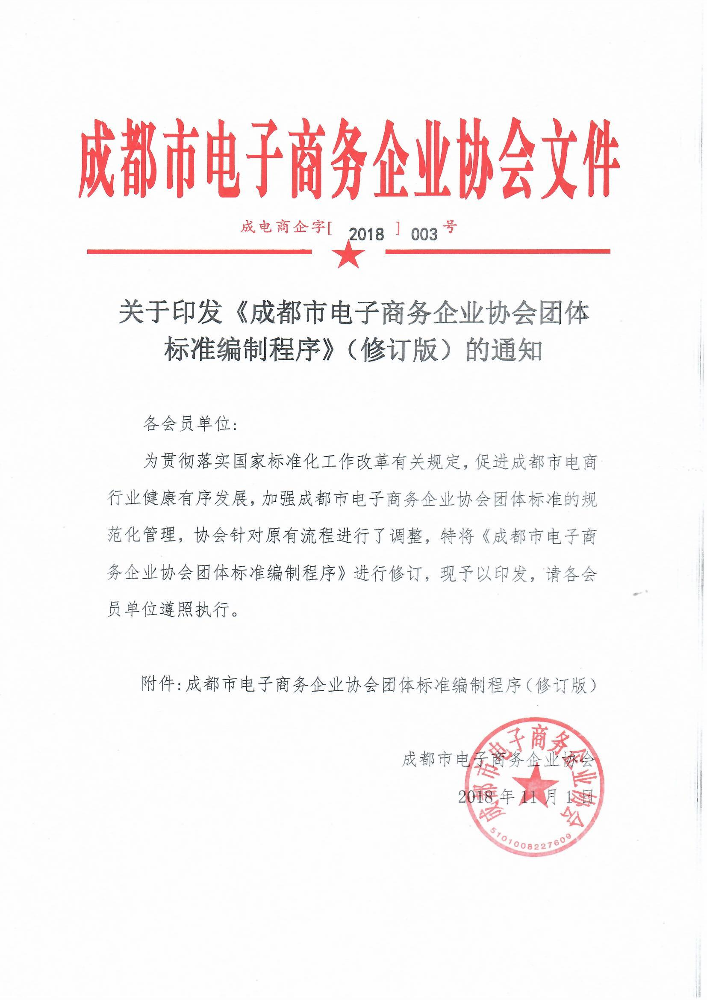 成都市电子商务企业协会文件
成电商企字[2018]003号
关于印发《成都市电子商务企业协会团体
标准编制程序》（修订版）的通知
各会员单位:
为贯彻落实国家标准化工作改革有关规定，促进成都市电商
行业健康有序发展，加强成都市电子商务企业协会团体标准的规
范化管理，协会针对原有流程进行了调整，特将《成都市电子商
务企业协会团体标准编制程序》进行修订，现予以印发，请各会
员单位遵照执行。
附件:成都市电子商务企业协会团体标准编制程序（修订版）
成都市电子商务企业协会
2018年11月1日
成都市电子商务企业协会
5101008227609